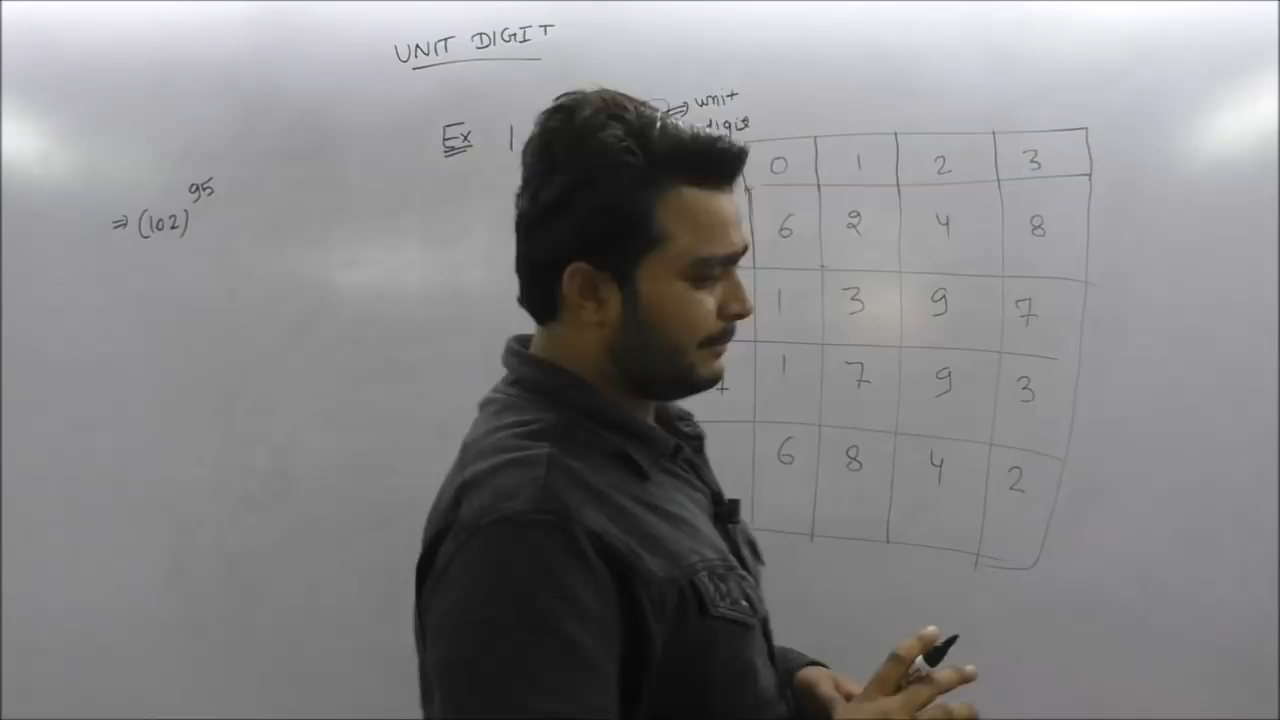 UNIT DIGIT
Ex 1 ⇒ unit
digit
⇒ (102)^95
0 1 2 3
6 2 4 8
1 3 9 7
1 7 9 3
6 8 4 2